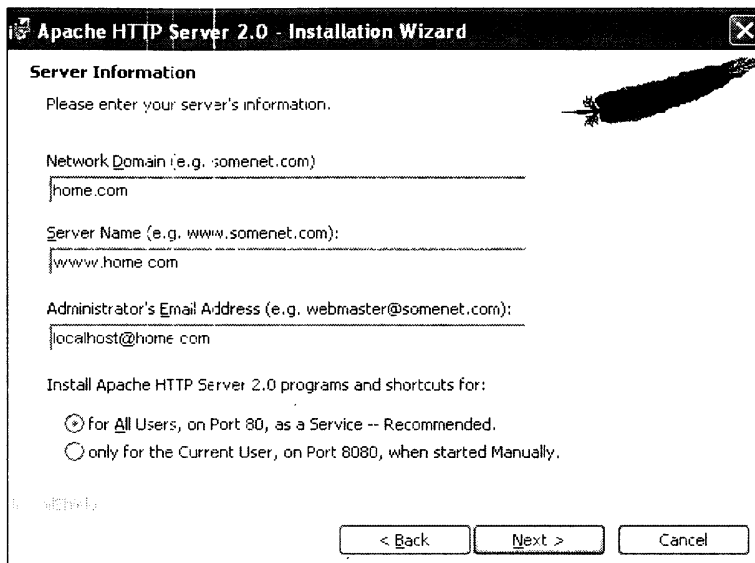 Apache HTTP Server 2.0 - Installation Wizard
Server Information
Please enter your server's information.
Network Domain (e.g. somenet.com)
home.com
Server Name (e.g. www.somenet.com):
www.home com
Administrator's Email Address (e.g. webmaster@somenet.com):
localhost@home com
Install Apache HTTP Server 2.0 programs and shortcuts for:
for All Users, on Port 80, as a Service -- Recommended.
only for the Current User, on Port 8080, when started Manually.
< Back Next > Cancel